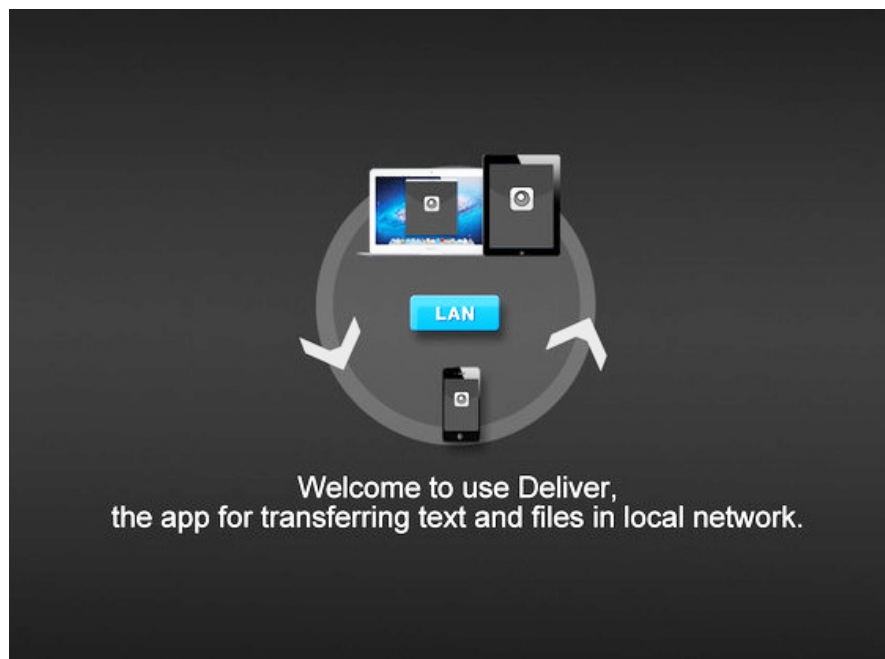 LAN
Welcome to use Deliver,
the app for transferring text and files in local network.